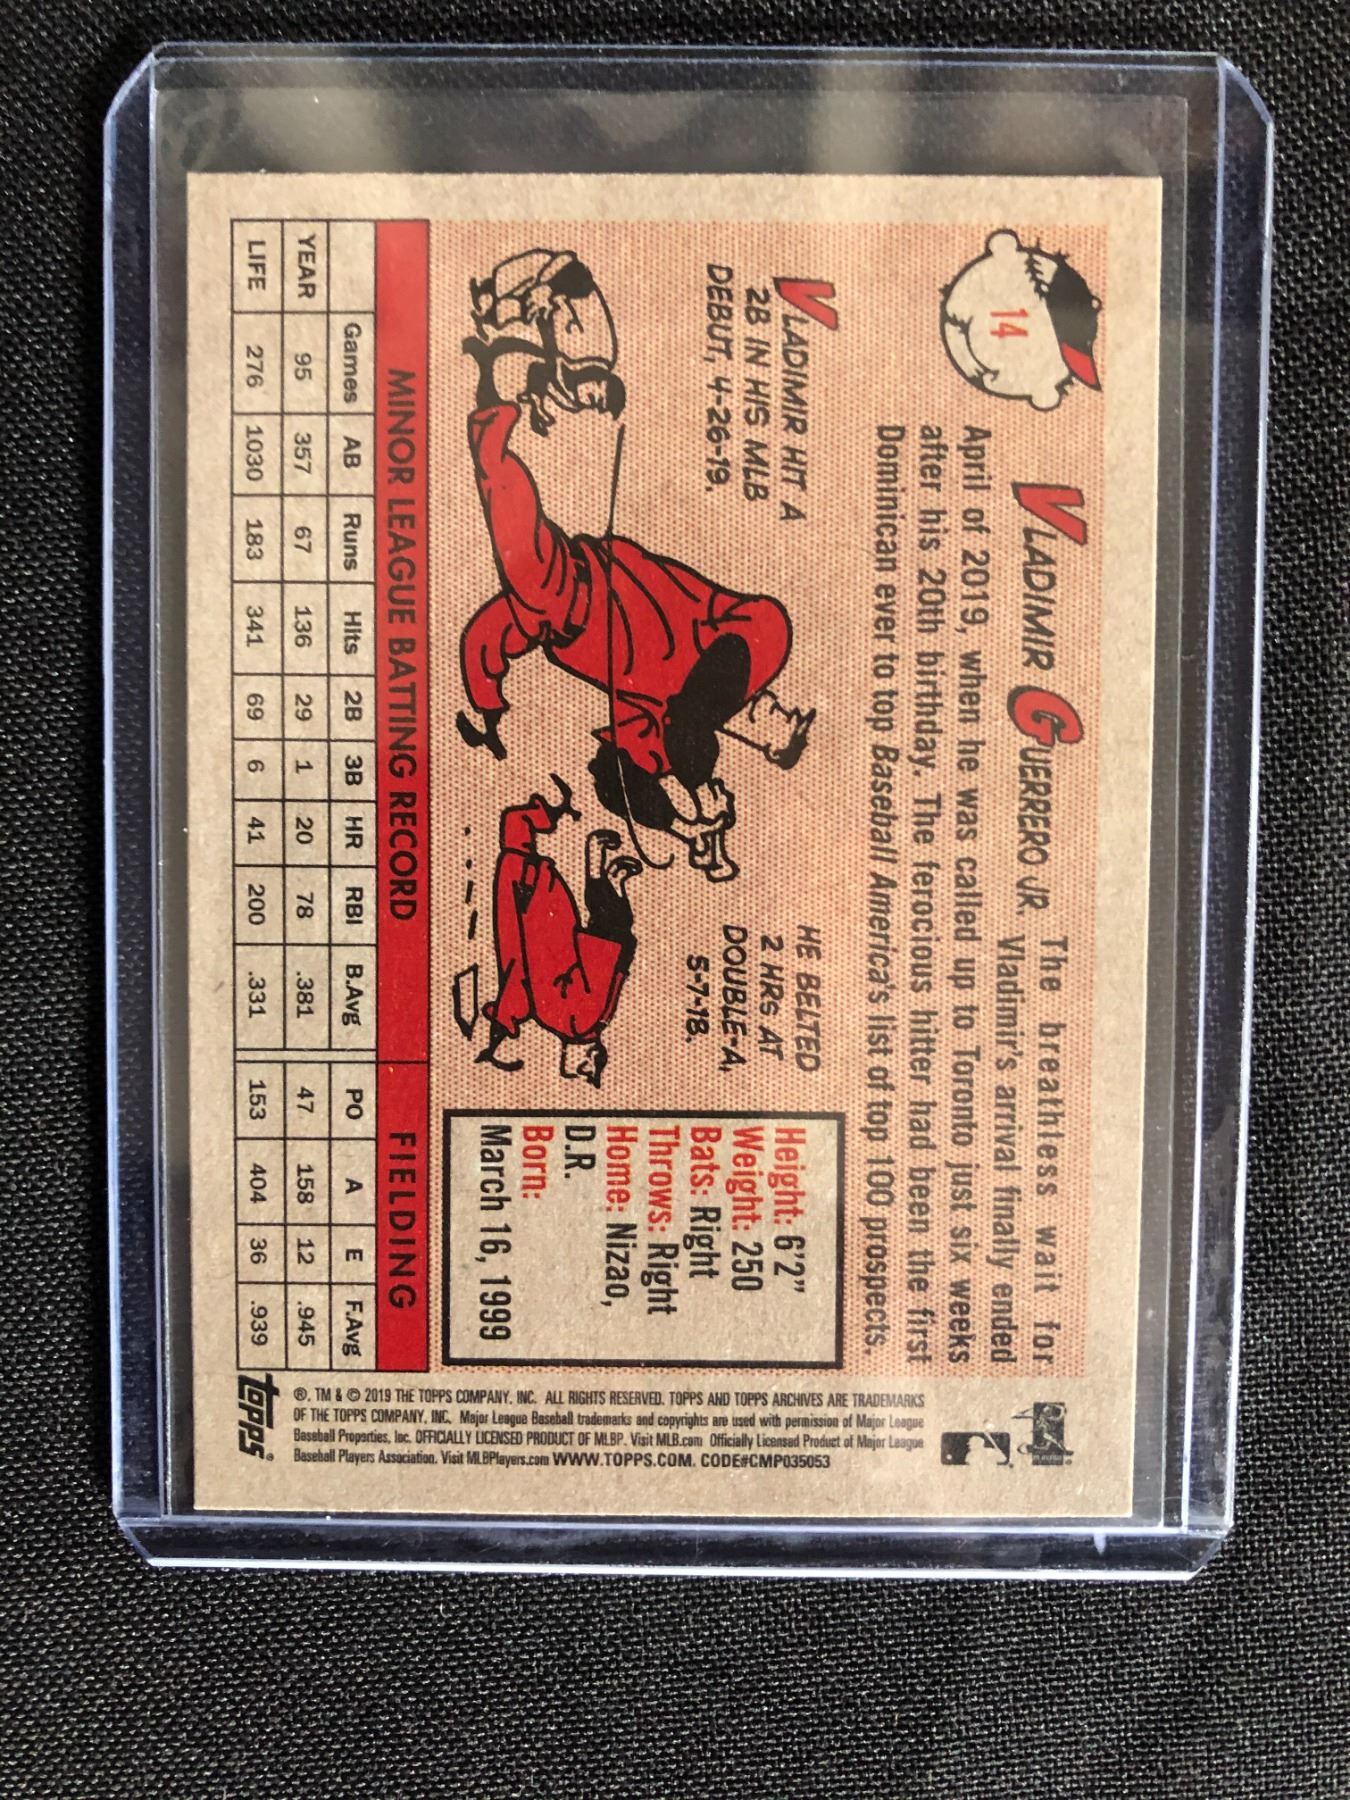 14
VLADIMIR GUERRERO JR. The breathless wait for
Vladimir's arrival finally ended
April of 2019, when he was called up to Toronto just six weeks
after his 20th birthday. The ferocious hitter had been the first
Dominican ever to top Baseball America's list of top 100 prospects.
VLADIMIR HIT A
2B IN HIS MLB
DEBUT, 4-26-19.
HE BELTED
2 HRS AT
DOUBLE-A,
5-7-18.
Height: 6'2"
Weight: 250
Bats: Right
Throws: Right
Home: Nizao,
D.R.
Born:
March 16, 1999
MINOR LEAGUE BATTING RECORD FIELDING
Games AB Runs Hits 2B 3B HR RBI B.Avg PO A E F.Avg
YEAR 95 357 67 136 29 1 20 78 .381 47 158 12 .945
LIFE 276 1030 183 341 69 6 41 200 .331 153 404 36 .939
®, TM & © 2019 THE TOPPS COMPANY, INC. ALL RIGHTS RESERVED. TOPPS AND TOPPS ARCHIVES ARE TRADEMARKS
OF THE TOPPS COMPANY, INC. Major League Baseball trademarks and copyrights are used with permission of Major League
Baseball Properties, Inc. OFFICIALLY LICENSED PRODUCT OF MLBP. Visit MLB.com Officially Licensed Product of Major League
Baseball Players Association. Visit MLBPlayers.com WWW.TOPPS.COM. CODE#CMP035053
topps